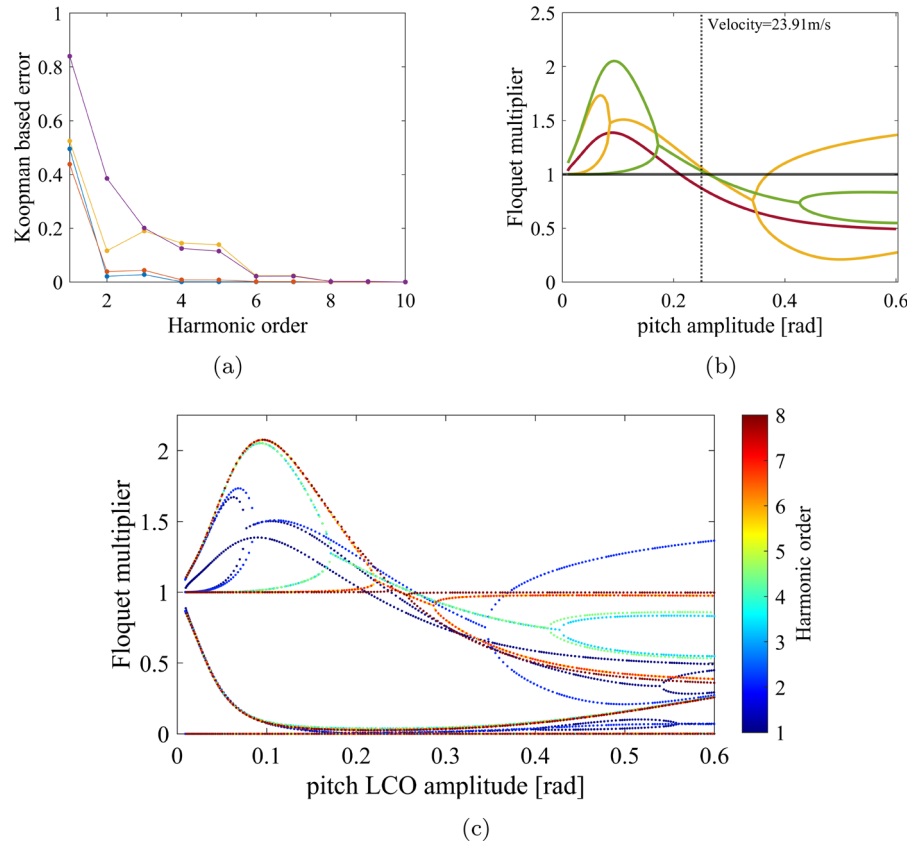 1
0.8
0.6
0.4
0.2
0
2 4 6 8 10
Koopman based error
Harmonic order
(a)
2.5
2
1.5
1
0.5
0
0 0.2 0.4 0.6
Velocity=23.91m/s
Floquet multiplier
pitch amplitude [rad]
(b)
2
1.5
1
0.5
0
0 0.1 0.2 0.3 0.4 0.5 0.6
Floquet multiplier
pitch LCO amplitude [rad]
8
7
6
5
4
3
2
1
Harmonic order
(c)